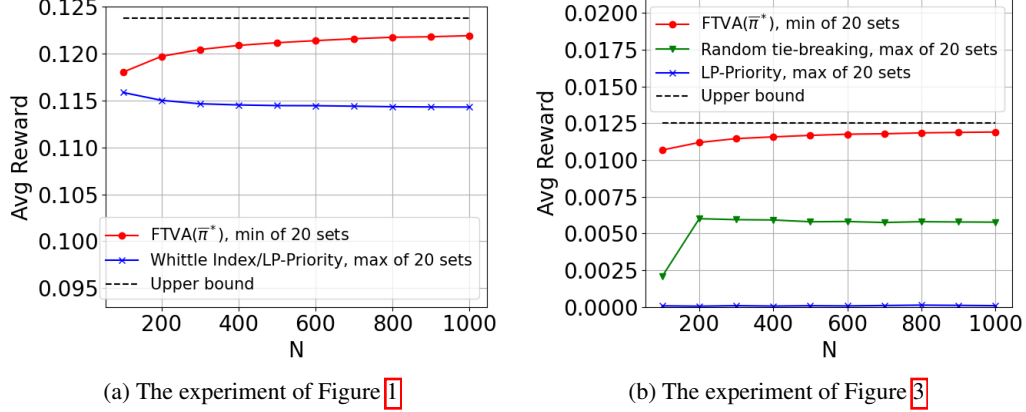 0.125
0.120
0.115
0.110
0.105
0.100
0.095
Avg Reward
FTVA(π̅*), min of 20 sets
Whittle Index/LP-Priority, max of 20 sets
Upper bound
200 400 600 800 1000
N
(a) The experiment of Figure 1
0.0200
0.0175
0.0150
0.0125
0.0100
0.0075
0.0050
0.0025
0.0000
Avg Reward
FTVA(π̅*), min of 20 sets
Random tie-breaking, max of 20 sets
LP-Priority, max of 20 sets
Upper bound
200 400 600 800 1000
N
(b) The experiment of Figure 3